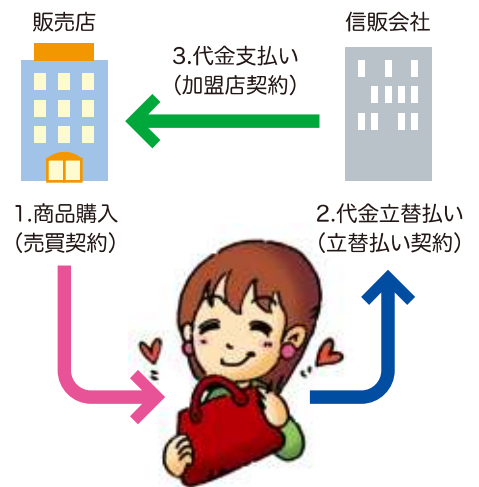 販売店
信販会社
3.代金支払い
（加盟店契約）
1.商品購入
（売買契約）
2.代金立替払い
（立替払い契約）